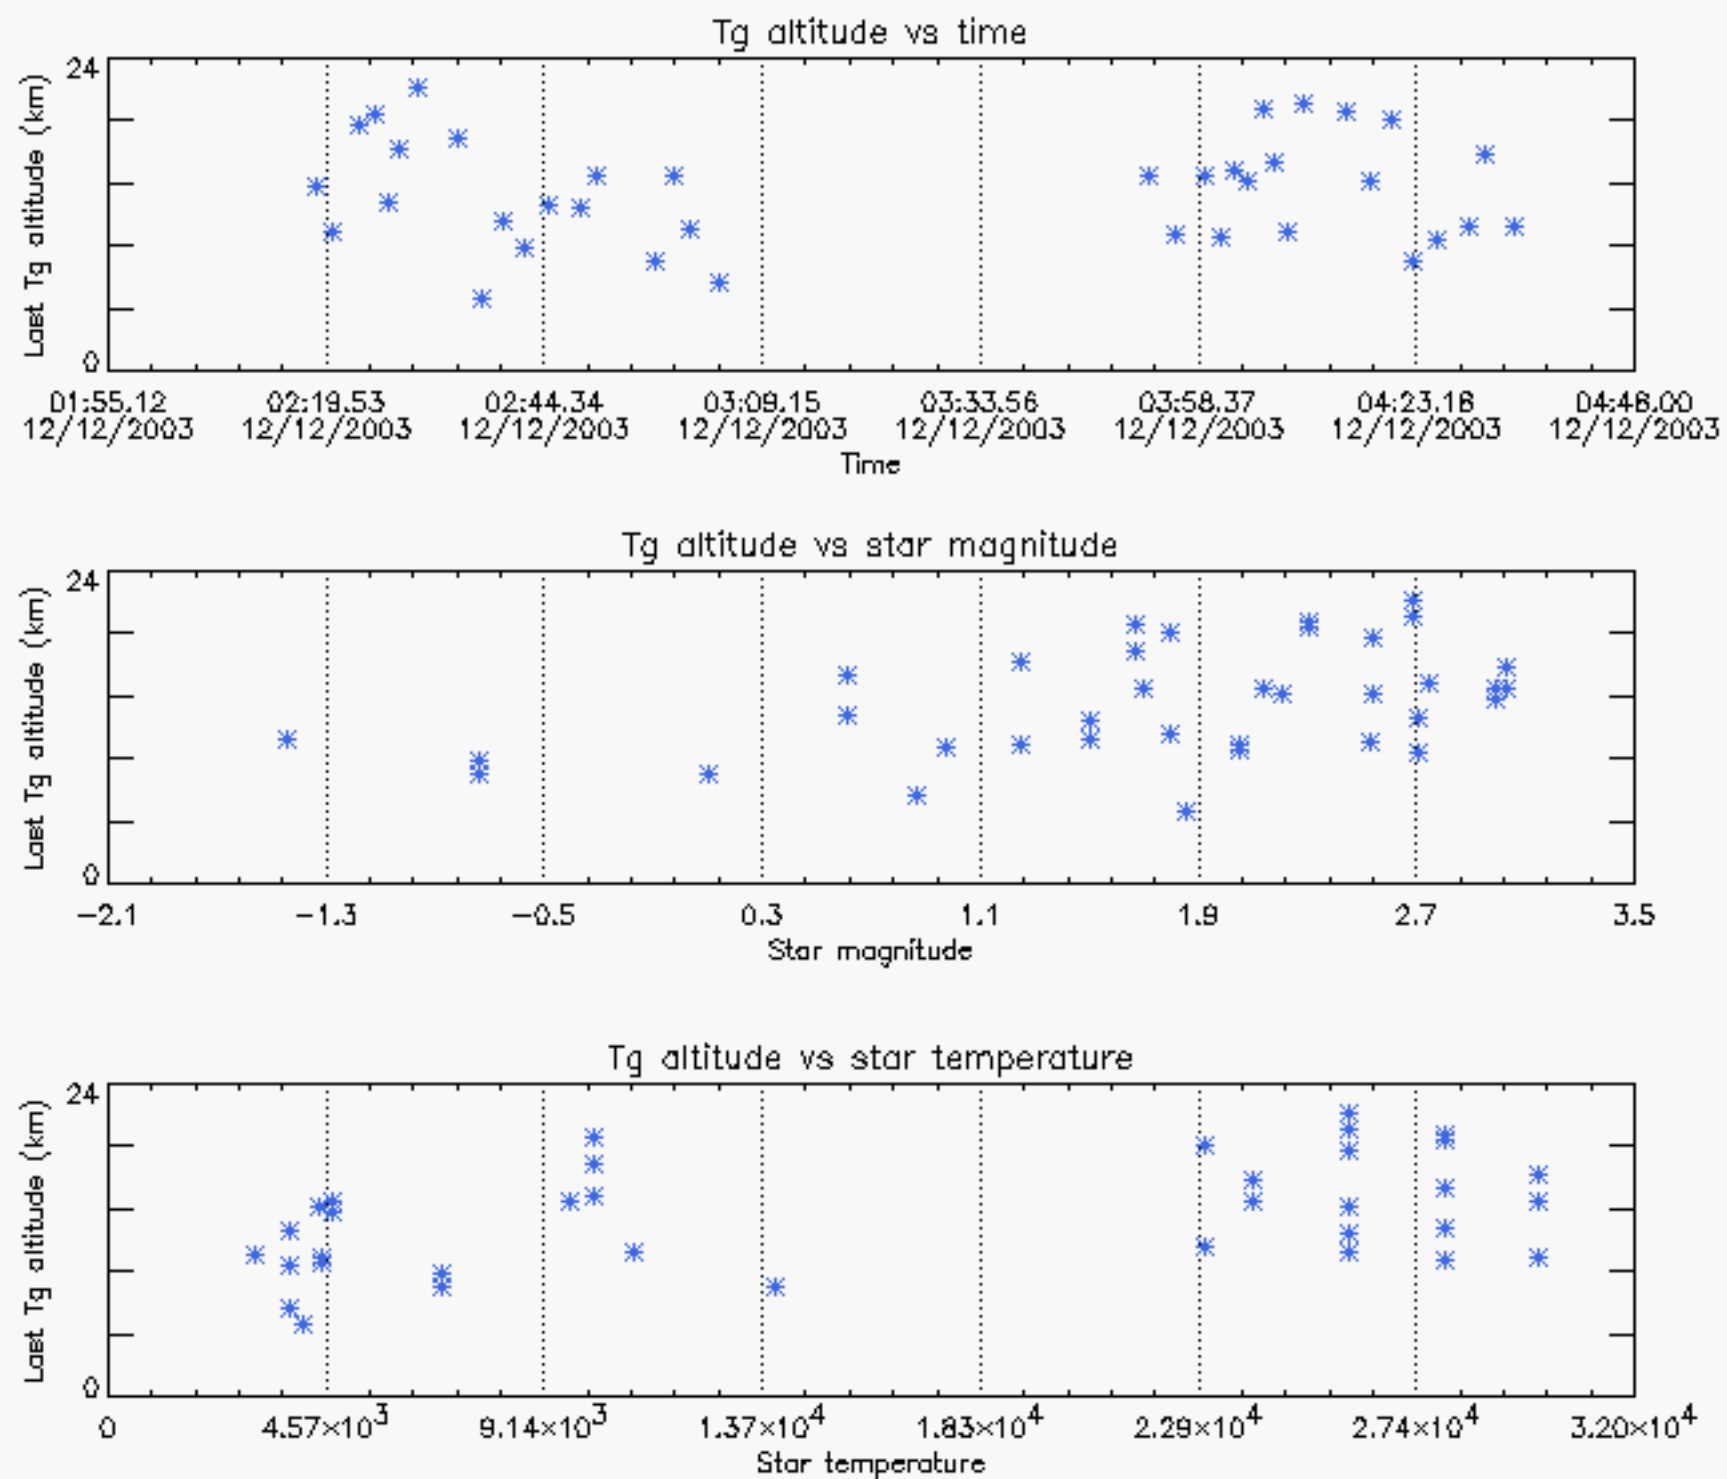 Tg altitude vs time
24
Last Tg altitude (km)
0
01:55.12 02:19.53 02:44.34 03:09.15 03:33.56 03:58.37 04:23.18 04:48.00
12/12/2003 12/12/2003 12/12/2003 12/12/2003 12/12/2003 12/12/2003 12/12/2003 12/12/2003
Time
Tg altitude vs star magnitude
24
Last Tg altitude (km)
0
−2.1 −1.3 −0.5 0.3 1.1 1.9 2.7 3.5
Star magnitude
Tg altitude vs star temperature
24
Last Tg altitude (km)
0
0 4.57×10³ 9.14×10³ 1.37×10⁴ 1.83×10⁴ 2.29×10⁴ 2.74×10⁴ 3.20×10⁴
Star temperature